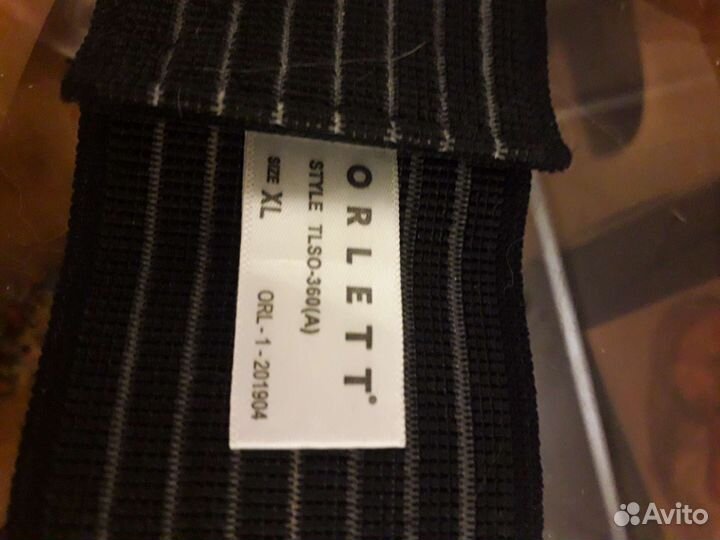 ORLETT®
STYLE TLSO-360(A)
SIZE XL ORL-1-201904
Avito